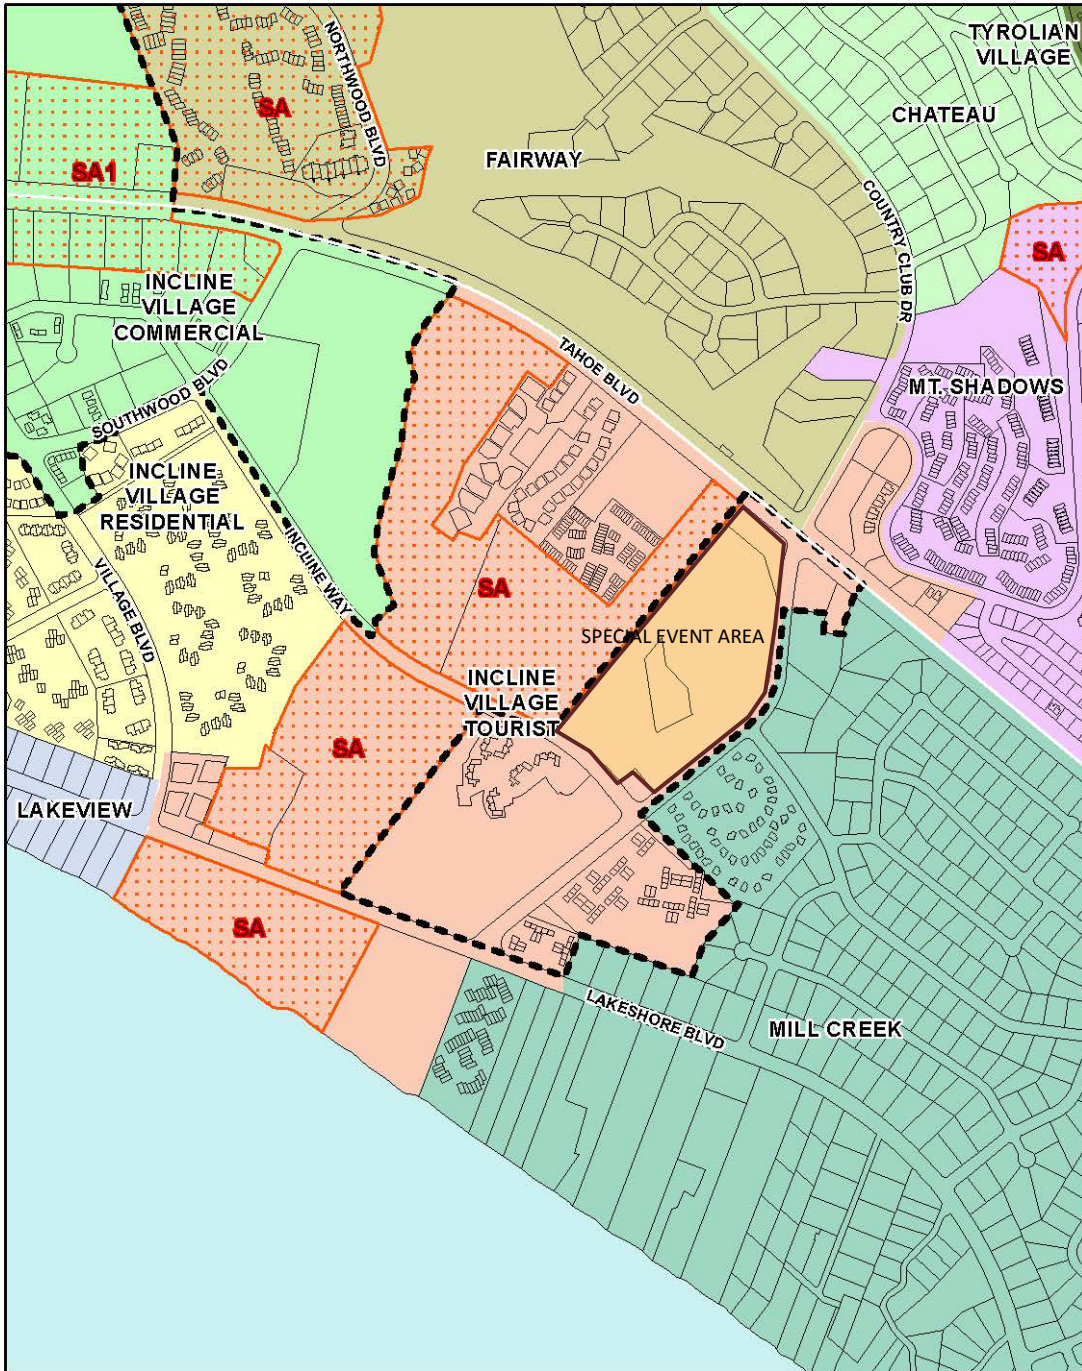 TYROLIAN
VILLAGE
NORTHWOOD BLVD
SA
CHATEAU
FAIRWAY
SA1
COUNTRY CLUB DR
SA
INCLINE
VILLAGE
COMMERCIAL
TAHOE BLVD
MT. SHADOWS
SOUTHWOOD BLVD
INCLINE
VILLAGE
RESIDENTIAL
INCLINE WAY
VILLAGE BLVD
SA
SPECIAL EVENT AREA
INCLINE
VILLAGE
TOURIST
SA
LAKEVIEW
SA
LAKESHORE BLVD
MILL CREEK